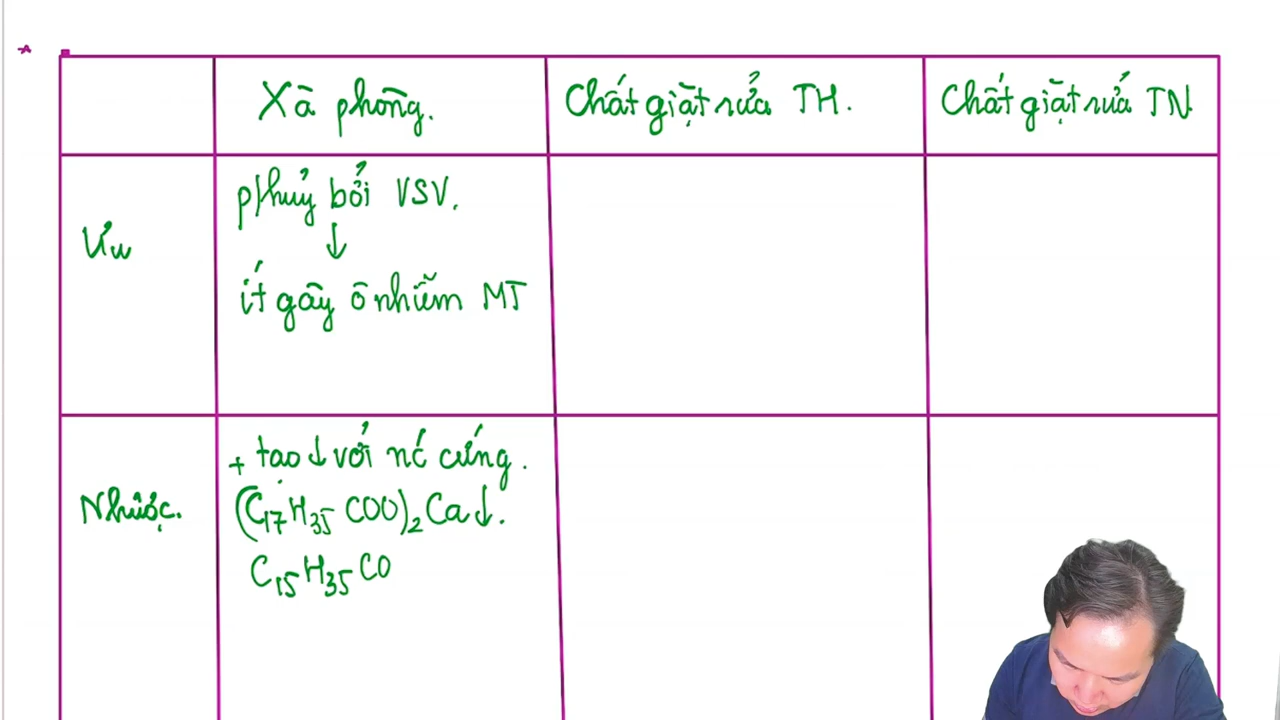 Xà phòng.
Chất giặt rửa TH.
Chất giặt rửa TN
Ưu
p/huỷ bởi VSV.
↓
ít gây ô nhiễm MT
Nhược.
+ tạo ↓ với nc cứng.
(C₁₇H₃₅COO)₂Ca↓.
C₁₅H₃₅CO